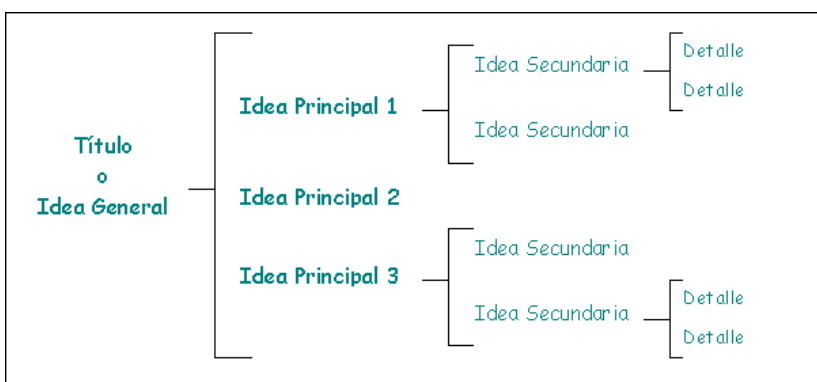 Título
o
Idea General
Idea Principal 1
Idea Secundaria
Detalle
Detalle
Idea Secundaria
Idea Principal 2
Idea Principal 3
Idea Secundaria
Idea Secundaria
Detalle
Detalle